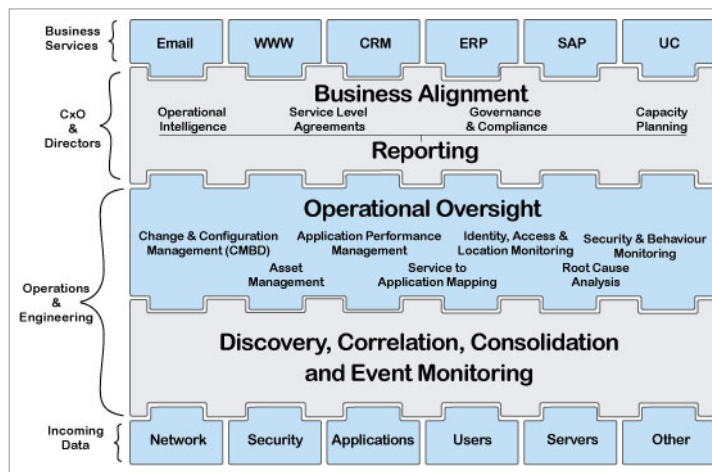 Business
Services
Email
WWW
CRM
ERP
SAP
UC
CxO
&
Directors
Business Alignment
Operational
Intelligence
Service Level
Agreements
Governance
& Compliance
Capacity
Planning
Reporting
Operations
&
Engineering
Operational Oversight
Change & Configuration
Management (CMBD)
Application Performance
Management
Identity, Access &
Location Monitoring
Security & Behaviour
Monitoring
Asset
Management
Service to
Application Mapping
Root Cause
Analysis
Discovery, Correlation, Consolidation
and Event Monitoring
Incoming
Data
Network
Security
Applications
Users
Servers
Other